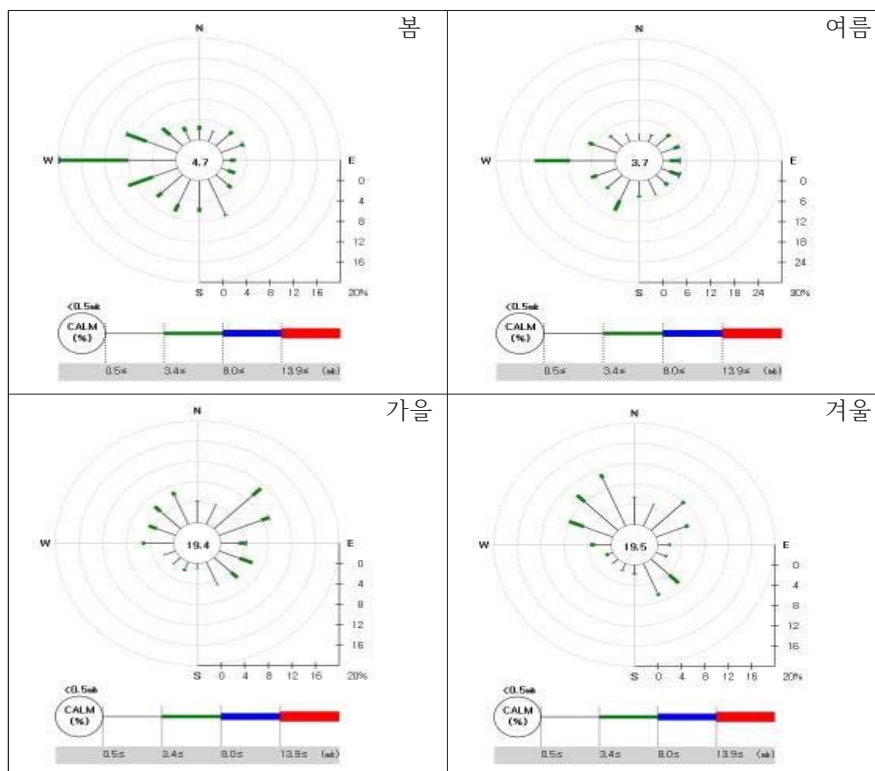 봄
N
W
4.7
E
0
4
8
12
16
S 0 4 8 12 16 20%
<0.5㎧
CALM
(%)
0.5≤ 3.4≤ 8.0≤ 13.9≤ (㎧)
여름
N
W
3.7
E
0
6
12
18
24
S 0 6 12 18 24 30%
<0.5㎧
CALM
(%)
0.5≤ 3.4≤ 8.0≤ 13.9≤ (㎧)
가을
N
W
19.4
E
0
4
8
12
16
S 0 4 8 12 16 20%
<0.5㎧
CALM
(%)
0.5≤ 3.4≤ 8.0≤ 13.9≤ (㎧)
겨울
N
W
19.5
E
0
4
8
12
16
S 0 4 8 12 16 20%
<0.5㎧
CALM
(%)
0.5≤ 3.4≤ 8.0≤ 13.9≤ (㎧)